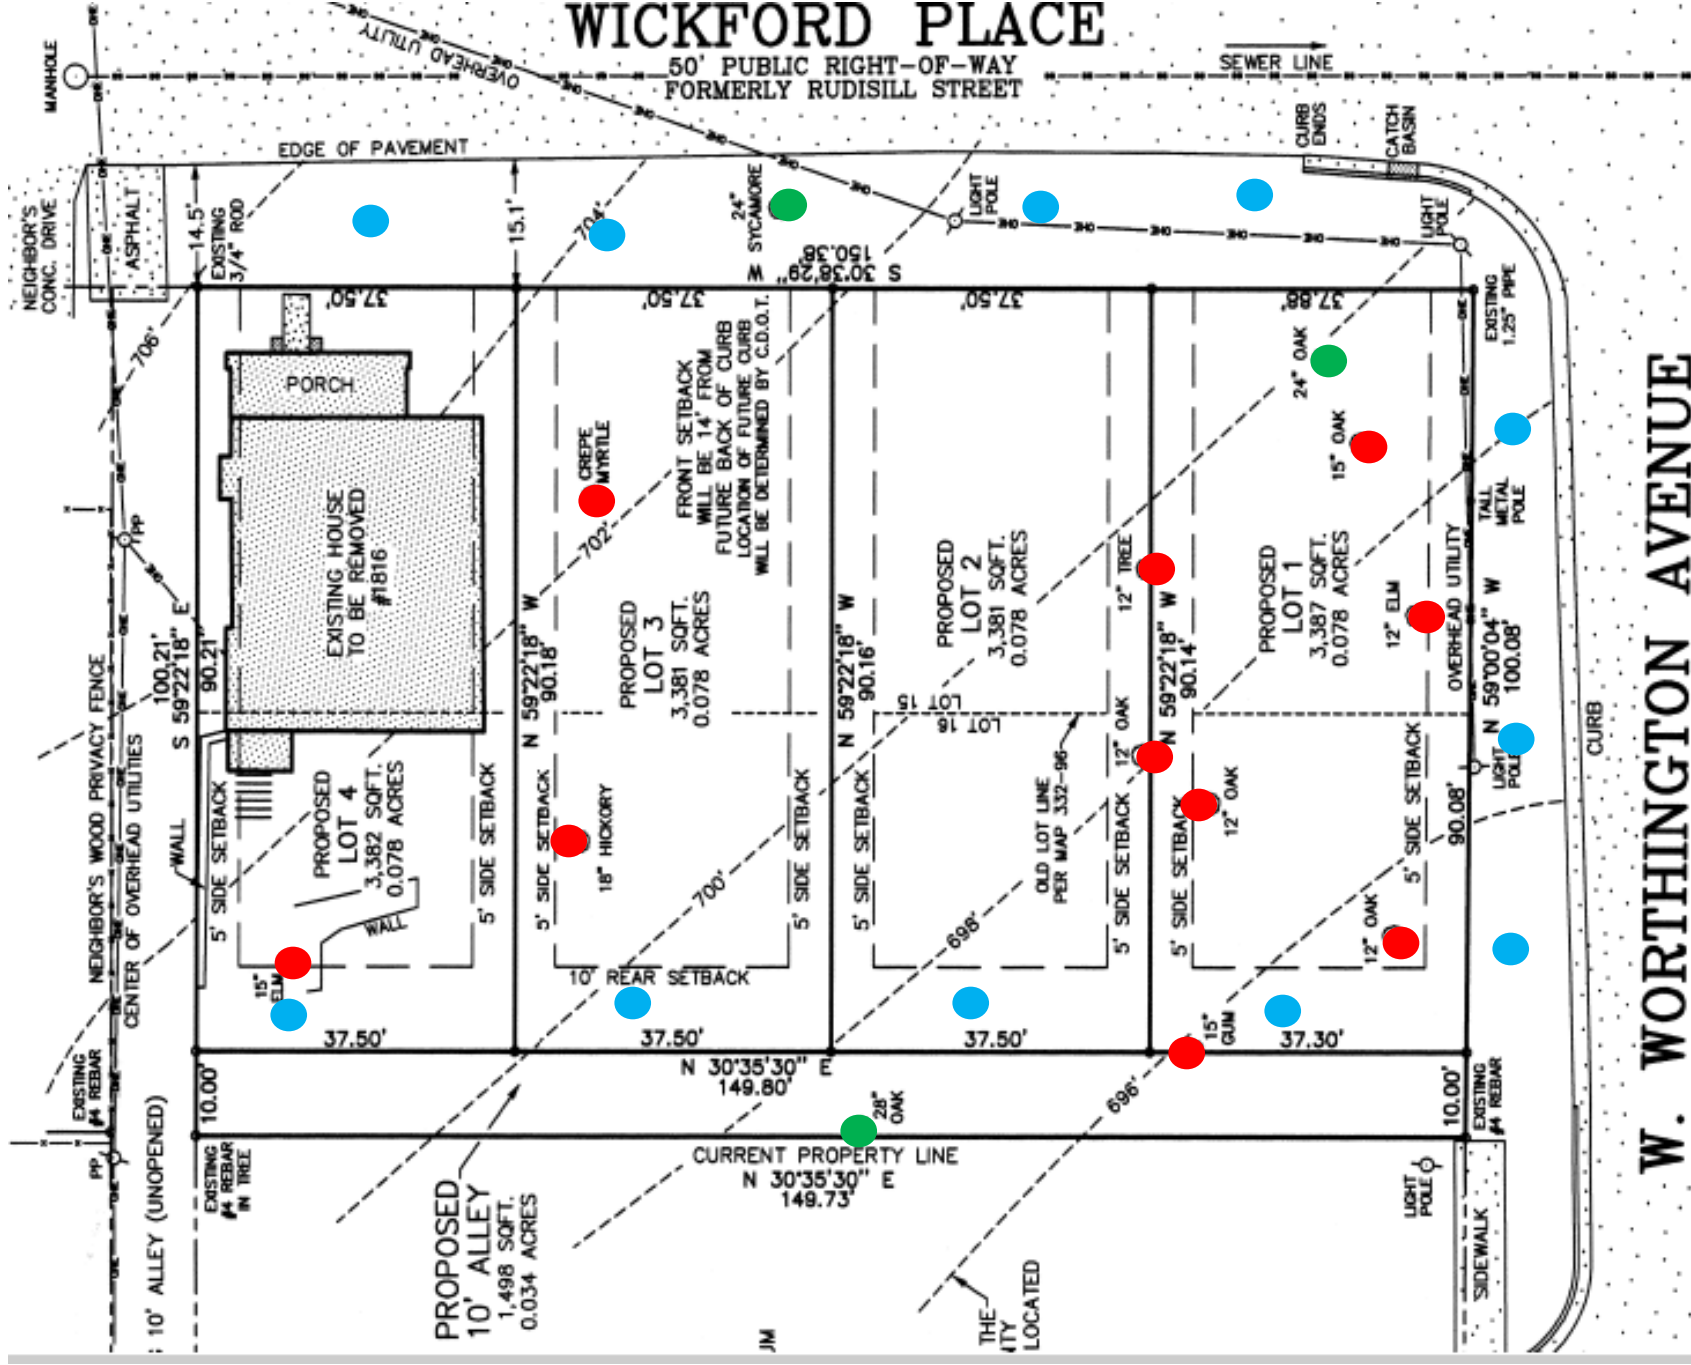 WICKFORD PLACE
50' PUBLIC RIGHT-OF-WAY
FORMERLY RUDISILL STREET
MANHOLE
OVERHEAD UTILITY
SEWER LINE
EDGE OF PAVEMENT
CURB
ENDS
CATCH
BASIN
NEIGHBOR'S
CONC. DRIVE
ASPHALT
14.5'
EXISTING
3/4" ROD
15.1'
704'
24"
SYCAMORE
LIGHT
POLE
LIGHT
POLE
S 30°38'29" W
150.38'
37.50'
37.50'
37.50'
37.88'
EXISTING
1.25" PIPE
706'
PORCH
EXISTING HOUSE
TO BE REMOVED
#1816
CREPE
MYRTLE
702'
FRONT SETBACK
WILL BE 14' FROM
FUTURE BACK OF CURB
LOCATION OF FUTURE CURB
WILL BE DETERMINED BY C.D.O.T.
24" OAK
15" OAK
TALL
METAL
POLE
PP
12" TREE
12" ELM
OVERHEAD UTILITY
PROPOSED
LOT 3
3,381 SQFT.
0.078 ACRES
PROPOSED
LOT 2
3,381 SQFT.
0.078 ACRES
PROPOSED
LOT 1
3,387 SQFT.
0.078 ACRES
100.21'
S 59°22'18" E
90.21'
N 59°22'18" W
90.18'
N 59°22'18" W
90.16'
N 59°22'18" W
90.14'
N 59°00'04" W
100.08'
90.08'
LOT 15
LOT 16
NEIGHBOR'S WOOD PRIVACY FENCE
CENTER OF OVERHEAD UTILITIES
WALL
PROPOSED
LOT 4
3,382 SQFT.
0.078 ACRES
WALL
5' SIDE SETBACK
5' SIDE SETBACK
5' SIDE SETBACK
5' SIDE SETBACK
5' SIDE SETBACK
5' SIDE SETBACK
5' SIDE SETBACK
5' SIDE SETBACK
18" HICKORY
OLD LOT LINE
PER MAP 332-96
12" OAK
12" OAK
12" OAK
LIGHT
POLE
CURB
W. WORTHINGTON AVENUE
700'
698'
696'
15"
ELM
10' REAR SETBACK
15"
GUM
37.50'
37.50'
37.50'
37.30'
N 30°35'30" E
149.80'
10.00'
10.00'
EXISTING
#4 REBAR
EXISTING
#4 REBAR
28"
OAK
CURRENT PROPERTY LINE
N 30°35'30" E
149.73'
PP
EXISTING
#4 REBAR
IN TREE
10' ALLEY (UNOPENED)
PROPOSED
10' ALLEY
1,498 SQFT.
0.034 ACRES
LIGHT
POLE
SIDEWALK
THE
NTY
LOCATED
UM